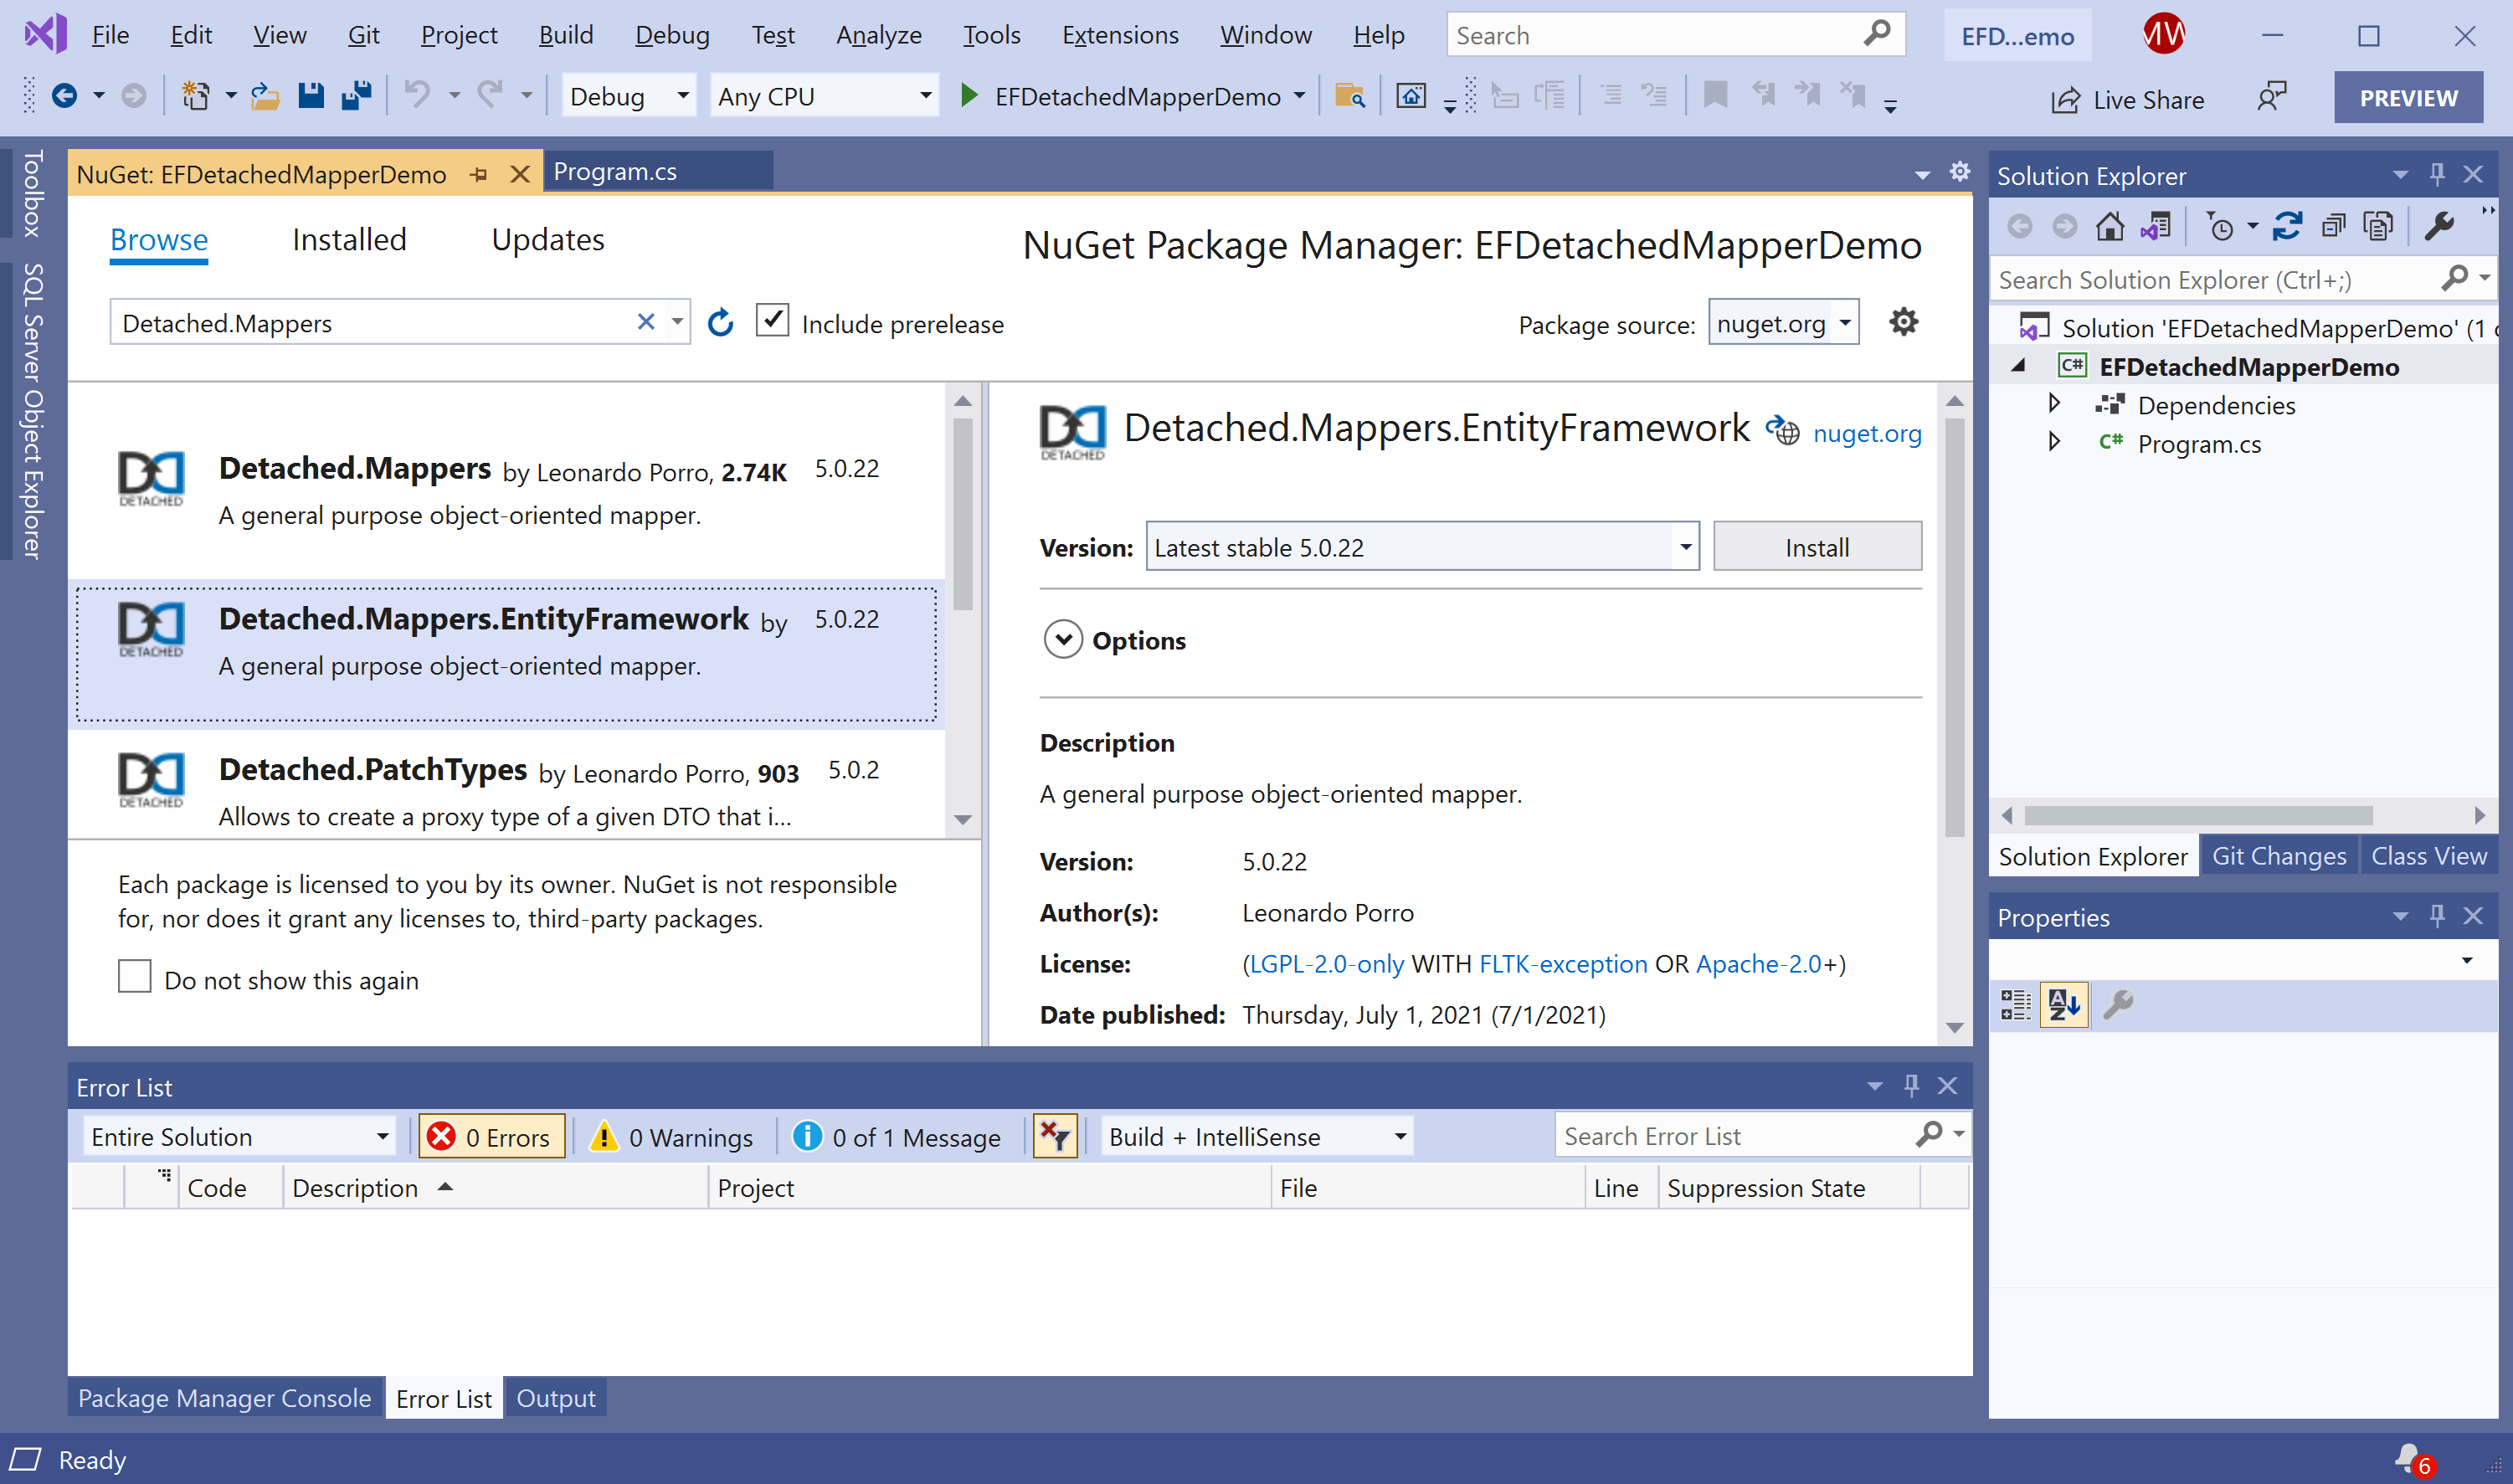 File Edit View Git Project Build Debug Test Analyze Tools Extensions Window Help Search EFD...emo MW
Debug Any CPU EFDetachedMapperDemo Live Share PREVIEW
Toolbox
SQL Server Object Explorer
NuGet: EFDetachedMapperDemo Program.cs
Browse Installed Updates
NuGet Package Manager: EFDetachedMapperDemo
Detached.Mappers Include prerelease Package source: nuget.org
DETACHED
Detached.Mappers by Leonardo Porro, 2.74K 5.0.22
A general purpose object-oriented mapper.
DETACHED
Detached.Mappers.EntityFramework by 5.0.22
A general purpose object-oriented mapper.
DETACHED
Detached.PatchTypes by Leonardo Porro, 903 5.0.2
Allows to create a proxy type of a given DTO that i...
Each package is licensed to you by its owner. NuGet is not responsible
for, nor does it grant any licenses to, third-party packages.
Do not show this again
DETACHED
Detached.Mappers.EntityFramework nuget.org
Version: Latest stable 5.0.22 Install
Options
Description
A general purpose object-oriented mapper.
Version: 5.0.22
Author(s): Leonardo Porro
License: (LGPL-2.0-only WITH FLTK-exception OR Apache-2.0+)
Date published: Thursday, July 1, 2021 (7/1/2021)
Solution Explorer
Search Solution Explorer (Ctrl+;)
Solution 'EFDetachedMapperDemo' (1
C# EFDetachedMapperDemo
Dependencies
C# Program.cs
Solution Explorer Git Changes Class View
Properties
Error List
Entire Solution 0 Errors 0 Warnings 0 of 1 Message Build + IntelliSense Search Error List
Code Description Project File Line Suppression State
Package Manager Console Error List Output
Ready 6